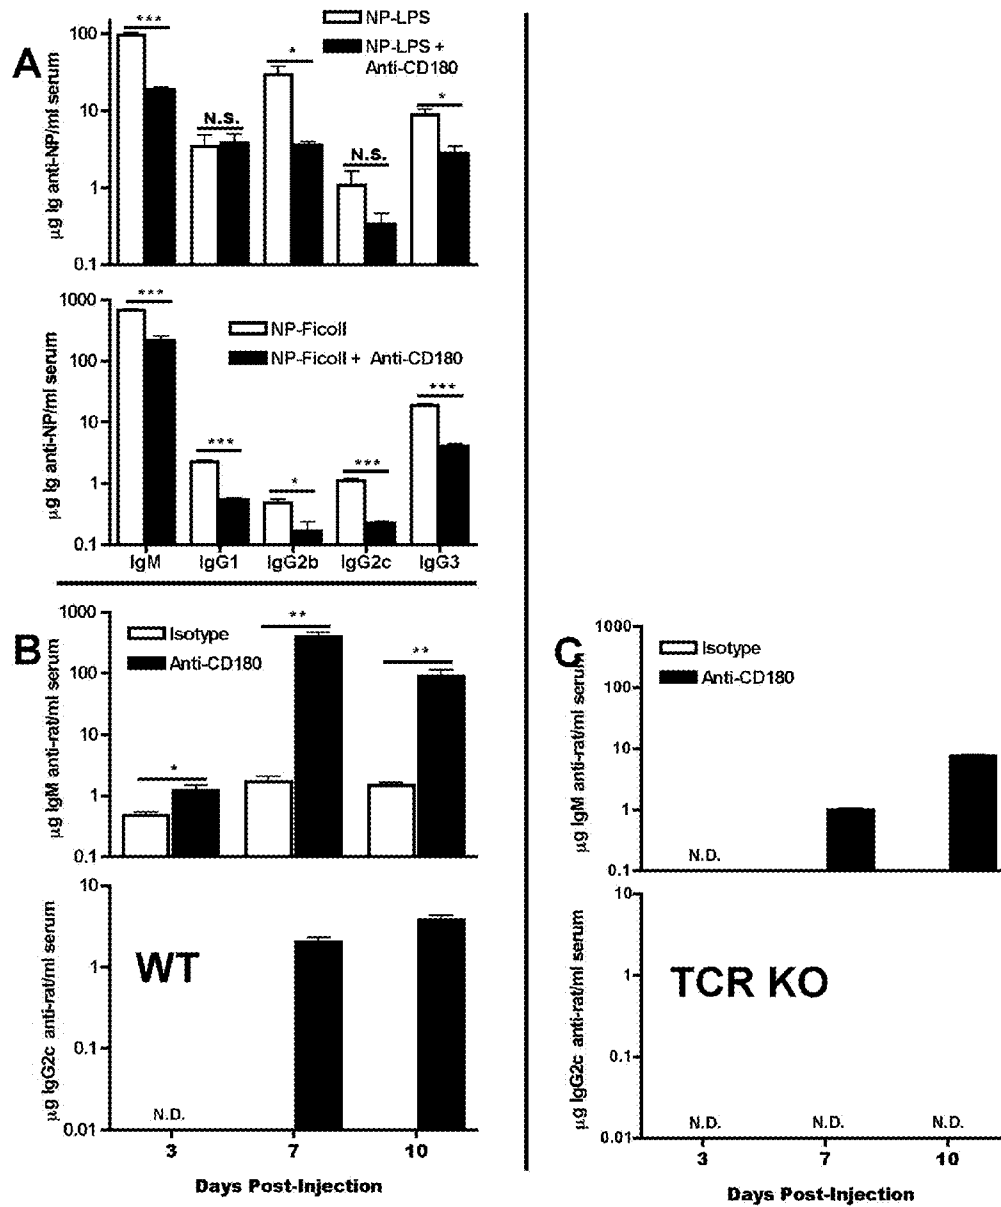 A
NP-LPS
NP-LPS +
Anti-CD180
µg Ig anti-NP/ml serum
100
10
1
0.1
***
N.S.
*
N.S.
*
NP-Ficoll
NP-Ficoll + Anti-CD180
µg Ig anti-NP/ml serum
1000
100
10
1
0.1
***
***
*
***
***
IgM IgG1 IgG2b IgG2c IgG3
B
Isotype
Anti-CD180
µg IgM anti-rat/ml serum
1000
100
10
1
0.1
*
**
**
WT
µg IgG2c anti-rat/ml serum
10
1
0.1
0.01
N.D.
3 7 10
Days Post-Injection
C
Isotype
Anti-CD180
µg IgM anti-rat/ml serum
1000
100
10
1
0.1
N.D.
TCR KO
µg IgG2c anti-rat/ml serum
10
1
0.1
0.01
N.D. N.D. N.D.
3 7 10
Days Post-Injection